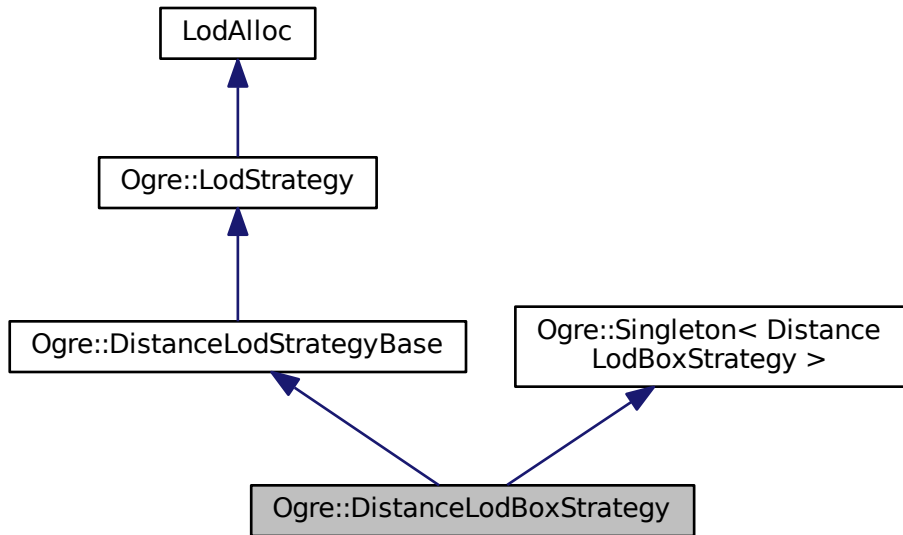 LodAlloc
Ogre::LodStrategy
Ogre::DistanceLodStrategyBase
Ogre::Singleton< Distance
LodBoxStrategy >
Ogre::DistanceLodBoxStrategy